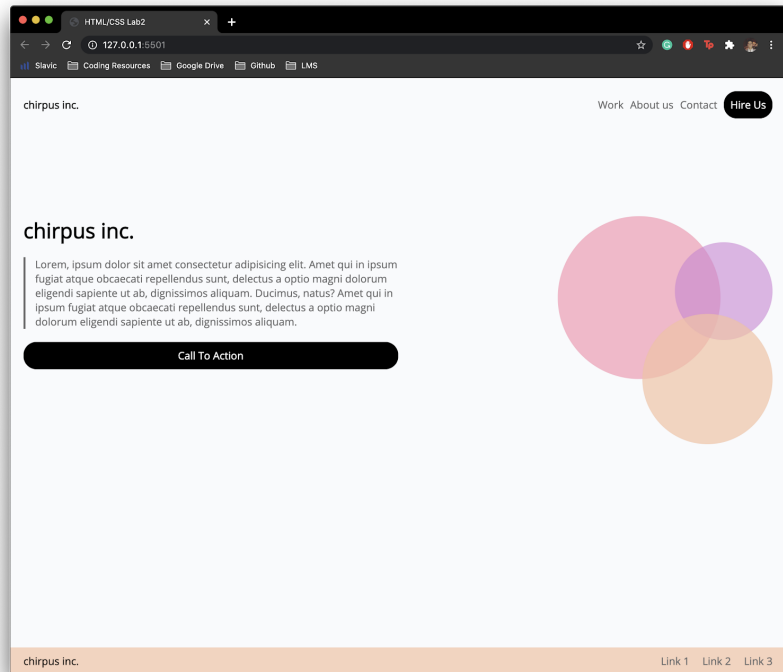 HTML/CSS Lab2
127.0.0.1:5501
Slavic Coding Resources Google Drive Github LMS
chirpus inc. Work About us Contact Hire Us
chirpus inc.
Lorem, ipsum dolor sit amet consectetur adipisicing elit. Amet qui in ipsum
fugiat atque obcaecati repellendus sunt, delectus a optio magni dolorum
eligendi sapiente ut ab, dignissimos aliquam. Ducimus, natus? Amet qui in
ipsum fugiat atque obcaecati repellendus sunt, delectus a optio magni
dolorum eligendi sapiente ut ab, dignissimos aliquam.
Call To Action
chirpus inc. Link 1 Link 2 Link 3